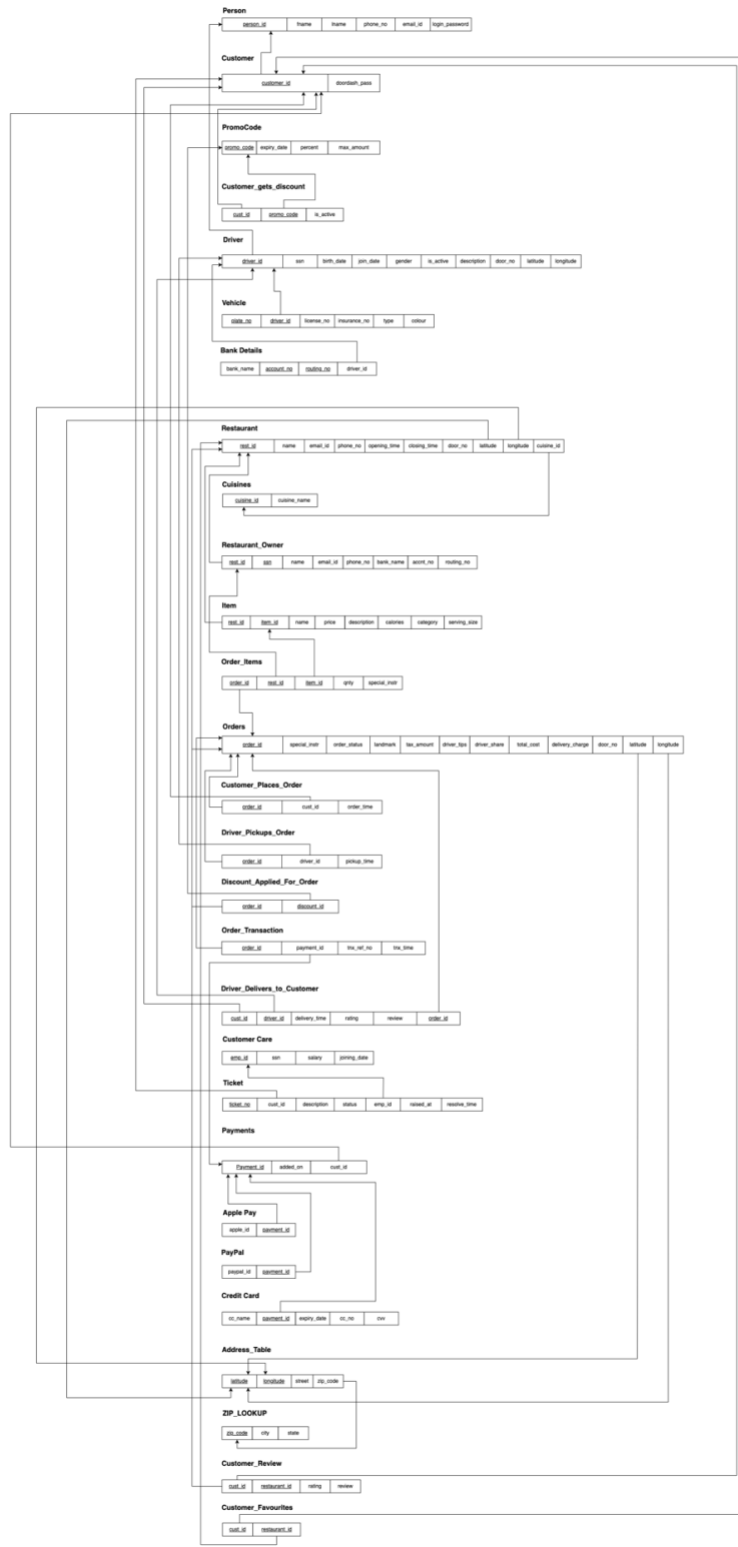 Person
person_id fname lname phone_no email_id login_password
Customer
customer_id doordash_pass
PromoCode
promo_code expiry_date percent max_amount
Customer_gets_discount
cust_id promo_code is_active
Driver
driver_id ssn birth_date join_date gender is_active description door_no latitude longitude
Vehicle
plate_no driver_id license_no insurance_no type colour
Bank Details
bank_name account_no routing_no driver_id
Restaurant
rest_id name email_id phone_no opening_time closing_time door_no latitude longitude cuisine_id
Cuisines
cuisine_id cuisine_name
Restaurant_Owner
rest_id ssn name email_id phone_no bank_name accnt_no routing_no
Item
rest_id item_id name price description calories category serving_size
Order_Items
order_id rest_id item_id qnty special_instr
Orders
order_id special_instr order_status landmark tax_amount driver_tips driver_share total_cost delivery_charge door_no latitude longitude
Customer_Places_Order
order_id cust_id order_time
Driver_Pickups_Order
order_id driver_id pickup_time
Discount_Applied_For_Order
order_id discount_id
Order_Transaction
order_id payment_id tnx_ref_no tnx_time
Driver_Delivers_to_Customer
cust_id driver_id delivery_time rating review order_id
Customer Care
emp_id ssn salary joining_date
Ticket
ticket_no cust_id description status emp_id raised_at resolve_time
Payments
Payment_id added_on cust_id
Apple Pay
apple_id payment_id
PayPal
paypal_id payment_id
Credit Card
cc_name payment_id expiry_date cc_no cvv
Address_Table
latitude longitude street zip_code
ZIP_LOOKUP
zip_code city state
Customer_Review
cust_id restaurant_id rating review
Customer_Favourites
cust_id restaurant_id